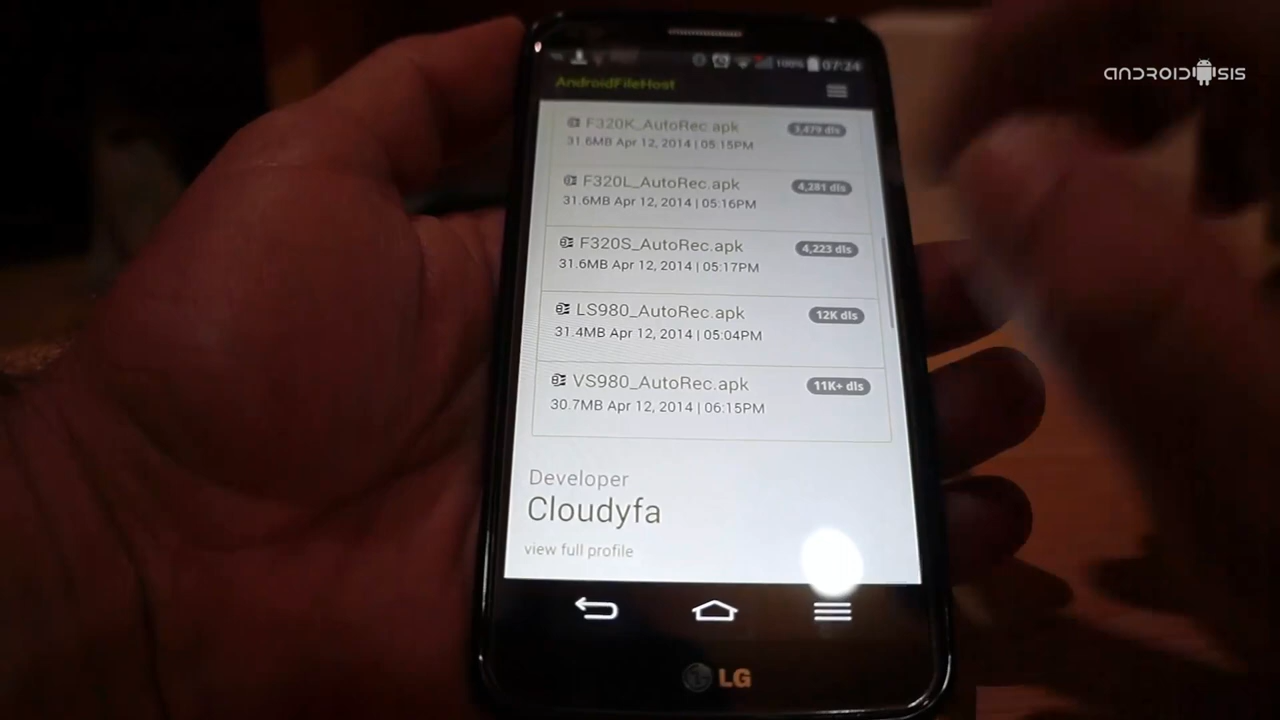 ANDROIDSIS
100% 07:24
AndroidFileHost
F320K_AutoRec.apk 3,479 dls
31.6MB Apr 12, 2014 | 05:15PM
F320L_AutoRec.apk 4,281 dls
31.6MB Apr 12, 2014 | 05:16PM
F320S_AutoRec.apk 4,223 dls
31.6MB Apr 12, 2014 | 05:17PM
LS980_AutoRec.apk 12K dls
31.4MB Apr 12, 2014 | 05:04PM
VS980_AutoRec.apk 11K+ dls
30.7MB Apr 12, 2014 | 06:15PM
Developer
Cloudyfa
view full profile
LG